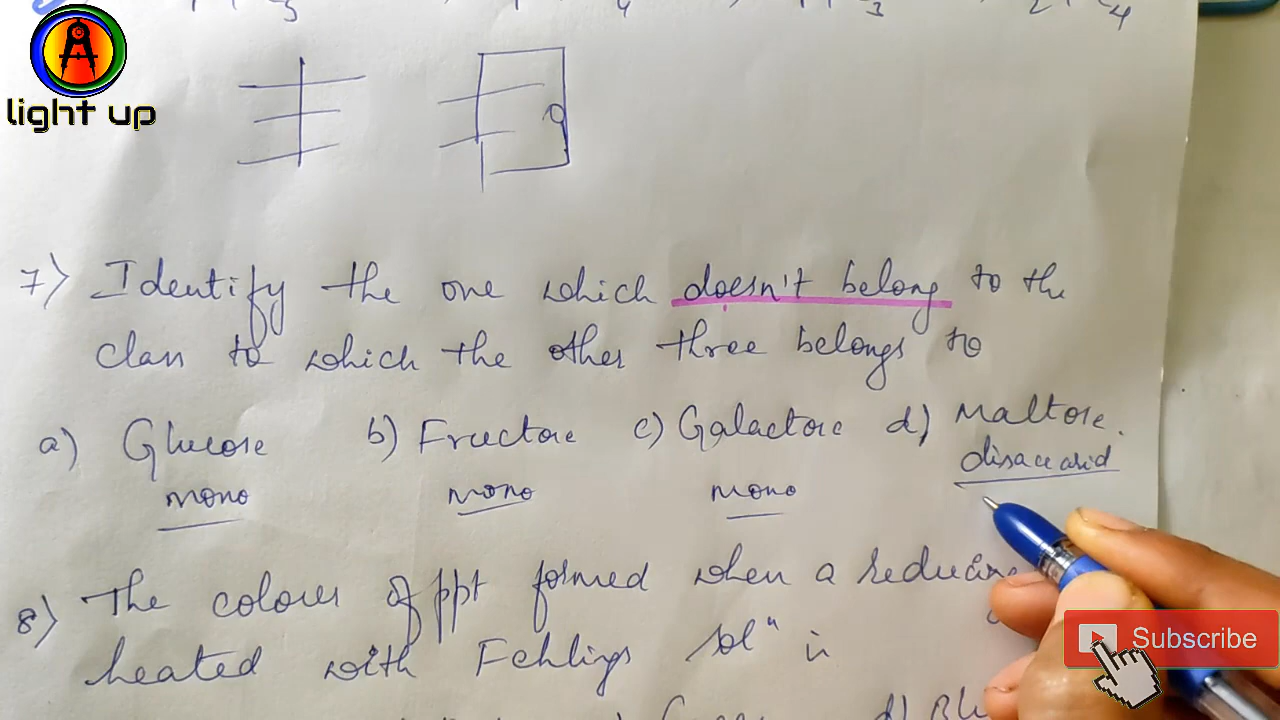 light up
7) Identify the one which doesn't belong to the
class to which the other three belongs to
a) Glucose b) Fructose c) Galactose d) Maltose.
mono mono mono disaccarid
8) The colour of ppt formed when a reducing
heated with Fehlings solⁿ is
Subscribe